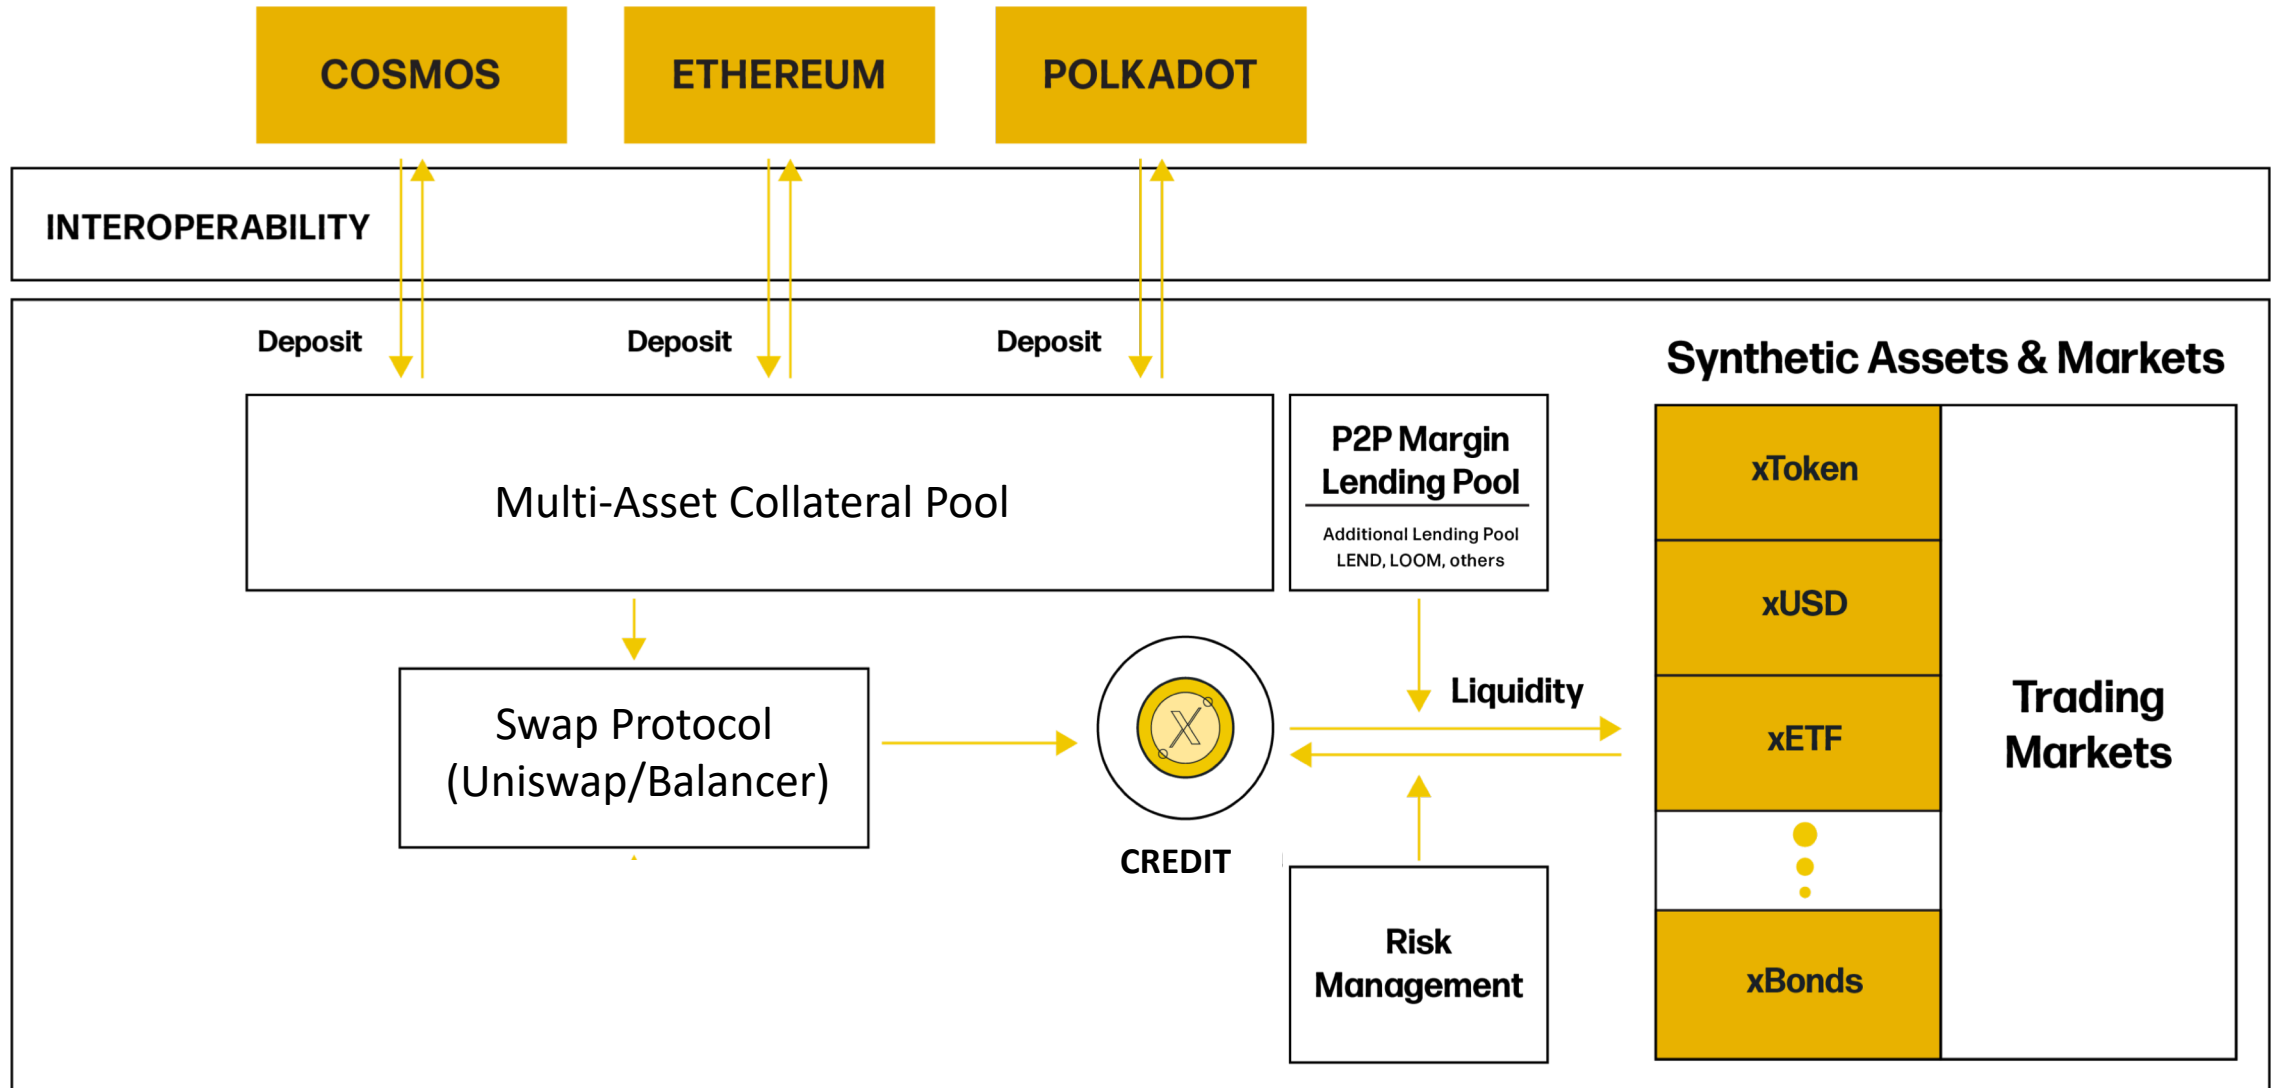 COSMOS
ETHEREUM
POLKADOT
INTEROPERABILITY
Deposit
Deposit
Deposit
Synthetic Assets & Markets
Multi-Asset Collateral Pool
P2P Margin
Lending Pool
Additional Lending Pool
LEND, LOOM, others
xToken
xUSD
xETF
xBonds
Trading
Markets
Swap Protocol
(Uniswap/Balancer)
X
CREDIT
Liquidity
Risk
Management